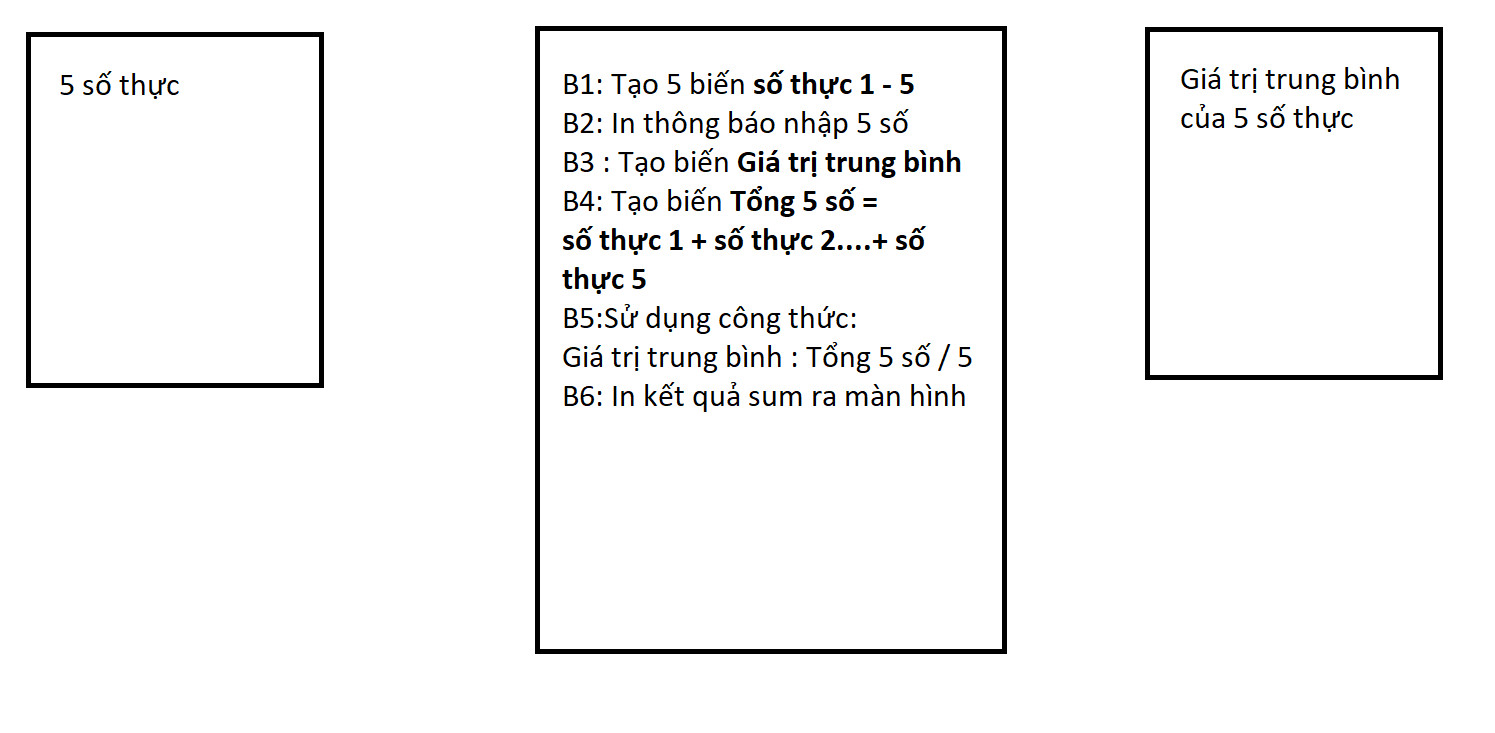 5 số thực
B1: Tạo 5 biến số thực 1 - 5
B2: In thông báo nhập 5 số
B3 : Tạo biến Giá trị trung bình
B4: Tạo biến Tổng 5 số =
số thực 1 + số thực 2....+ số
thực 5
B5:Sử dụng công thức:
Giá trị trung bình : Tổng 5 số / 5
B6: In kết quả sum ra màn hình
Giá trị trung bình
của 5 số thực